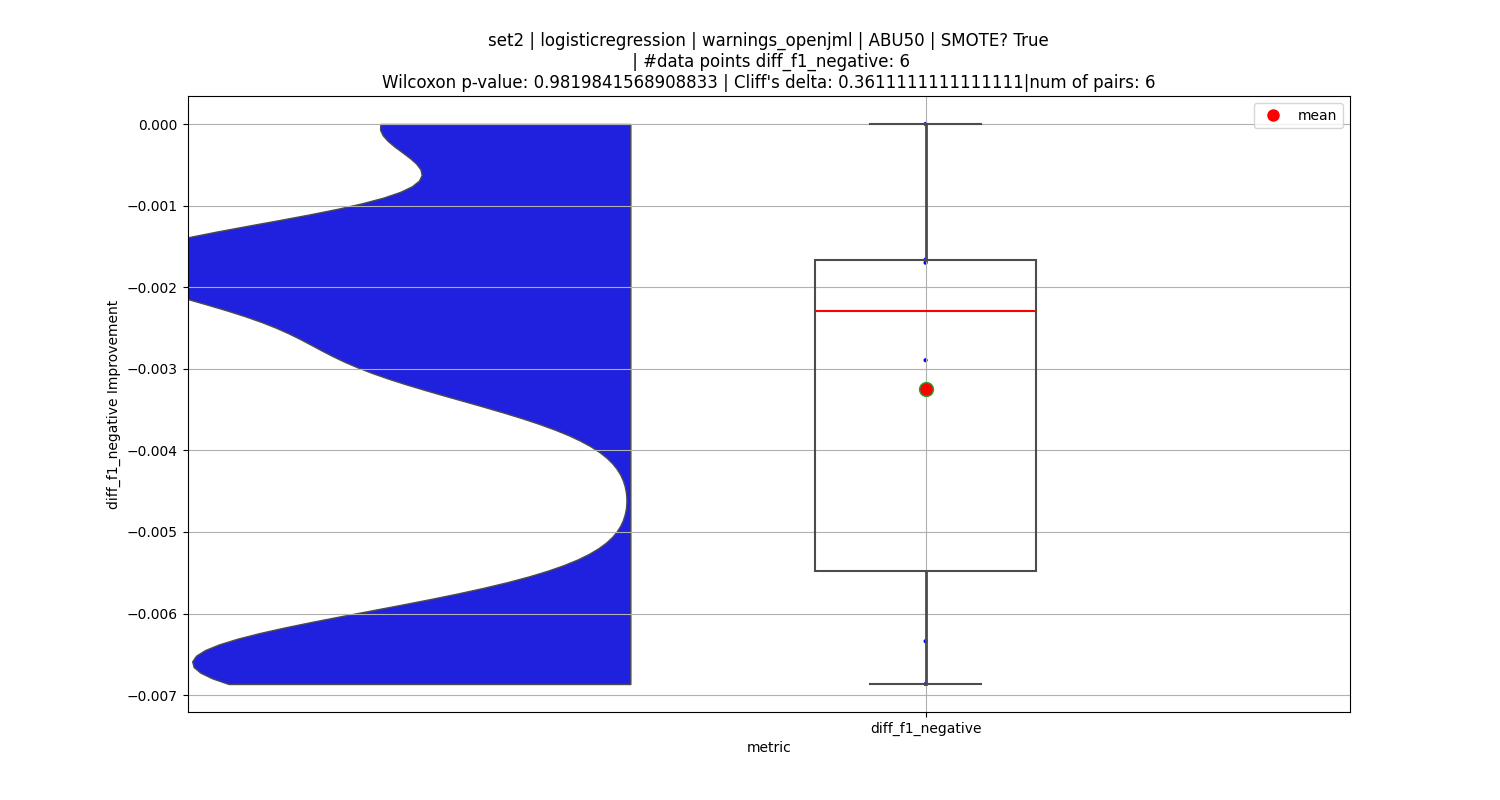 set2 | logisticregression | warnings_openjml | ABU50 | SMOTE? True
| #data points diff_f1_negative: 6
Wilcoxon p-value: 0.9819841568908833 | Cliff's delta: 0.3611111111111111|num of pairs: 6
mean
0.000
−0.001
−0.002
−0.003
−0.004
−0.005
−0.006
−0.007
diff_f1_negative Improvement
diff_f1_negative
metric